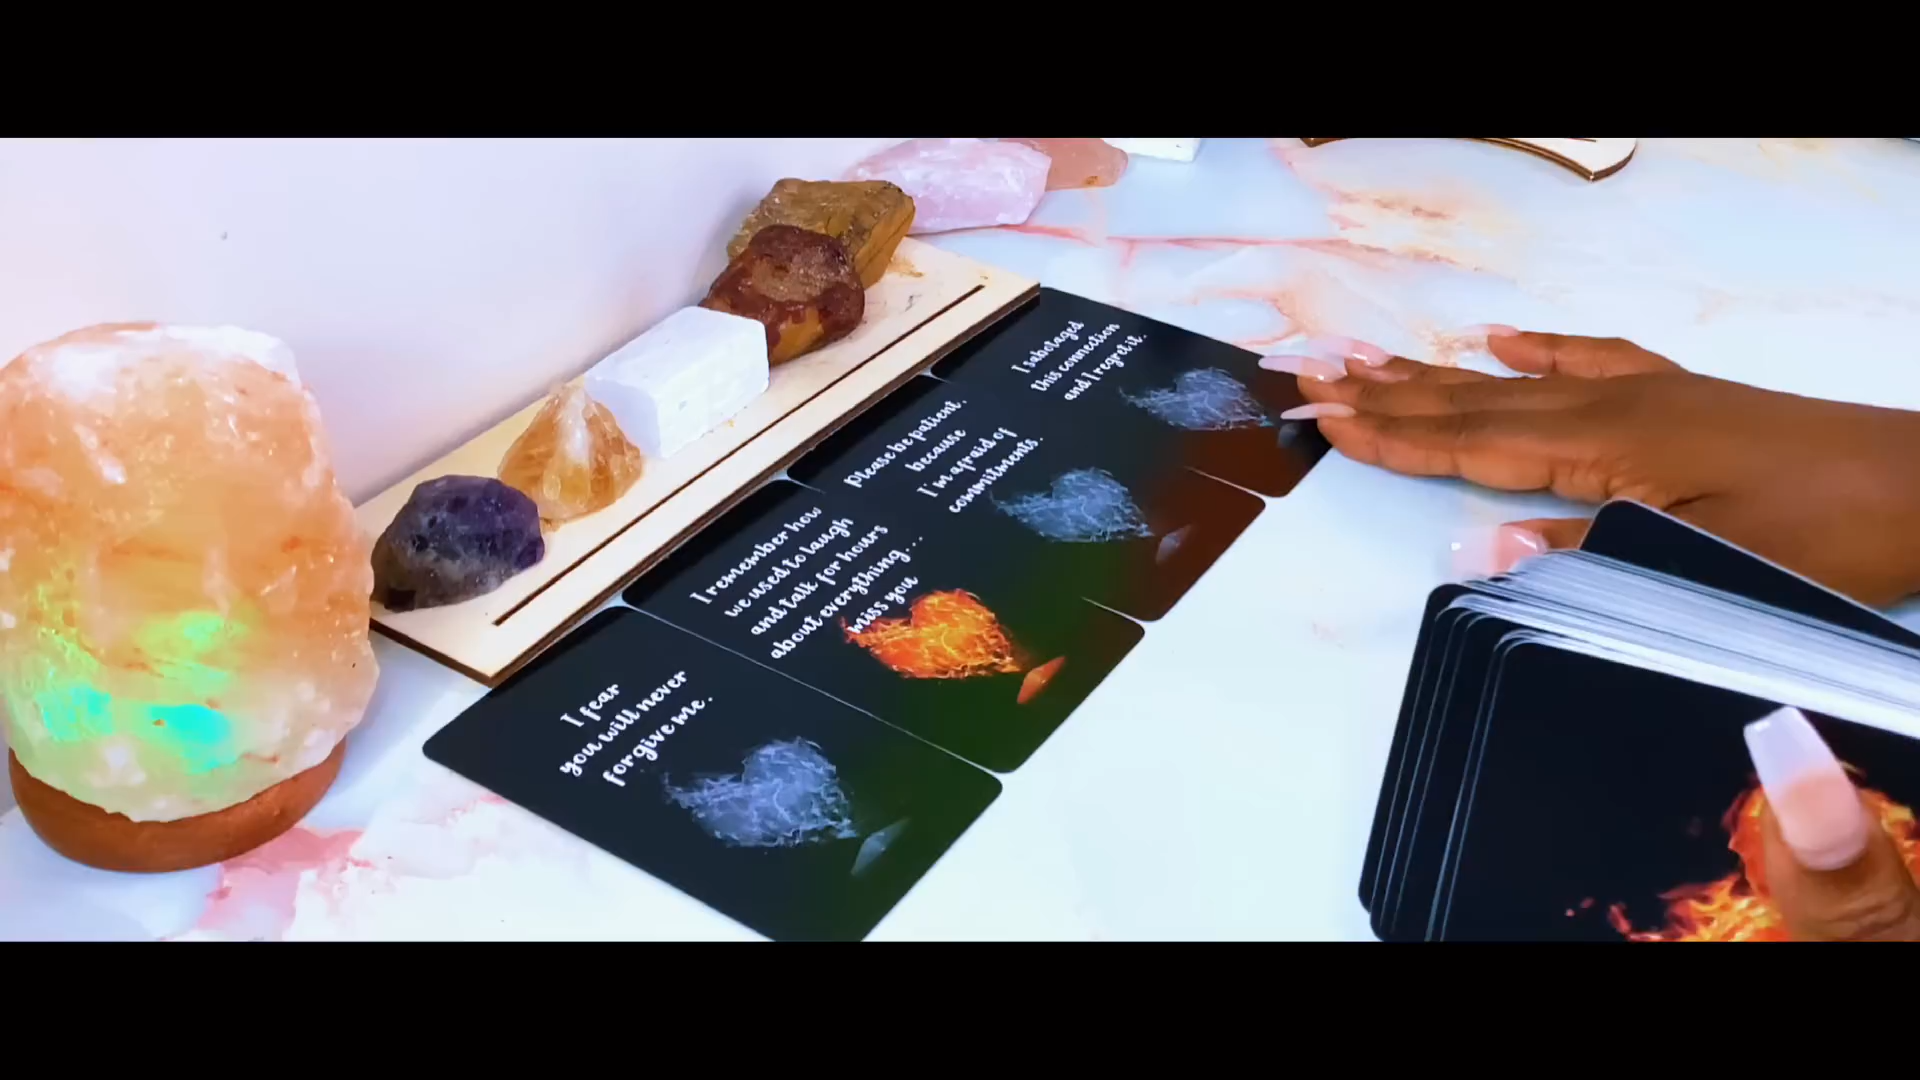 I fear
you will never
forgive me.
I remember how
we used to laugh
and talk for hours
about everything...
miss you
Please be patient.
because
I'm afraid of
commitments.
I sabotaged
this connection
and I regret it.